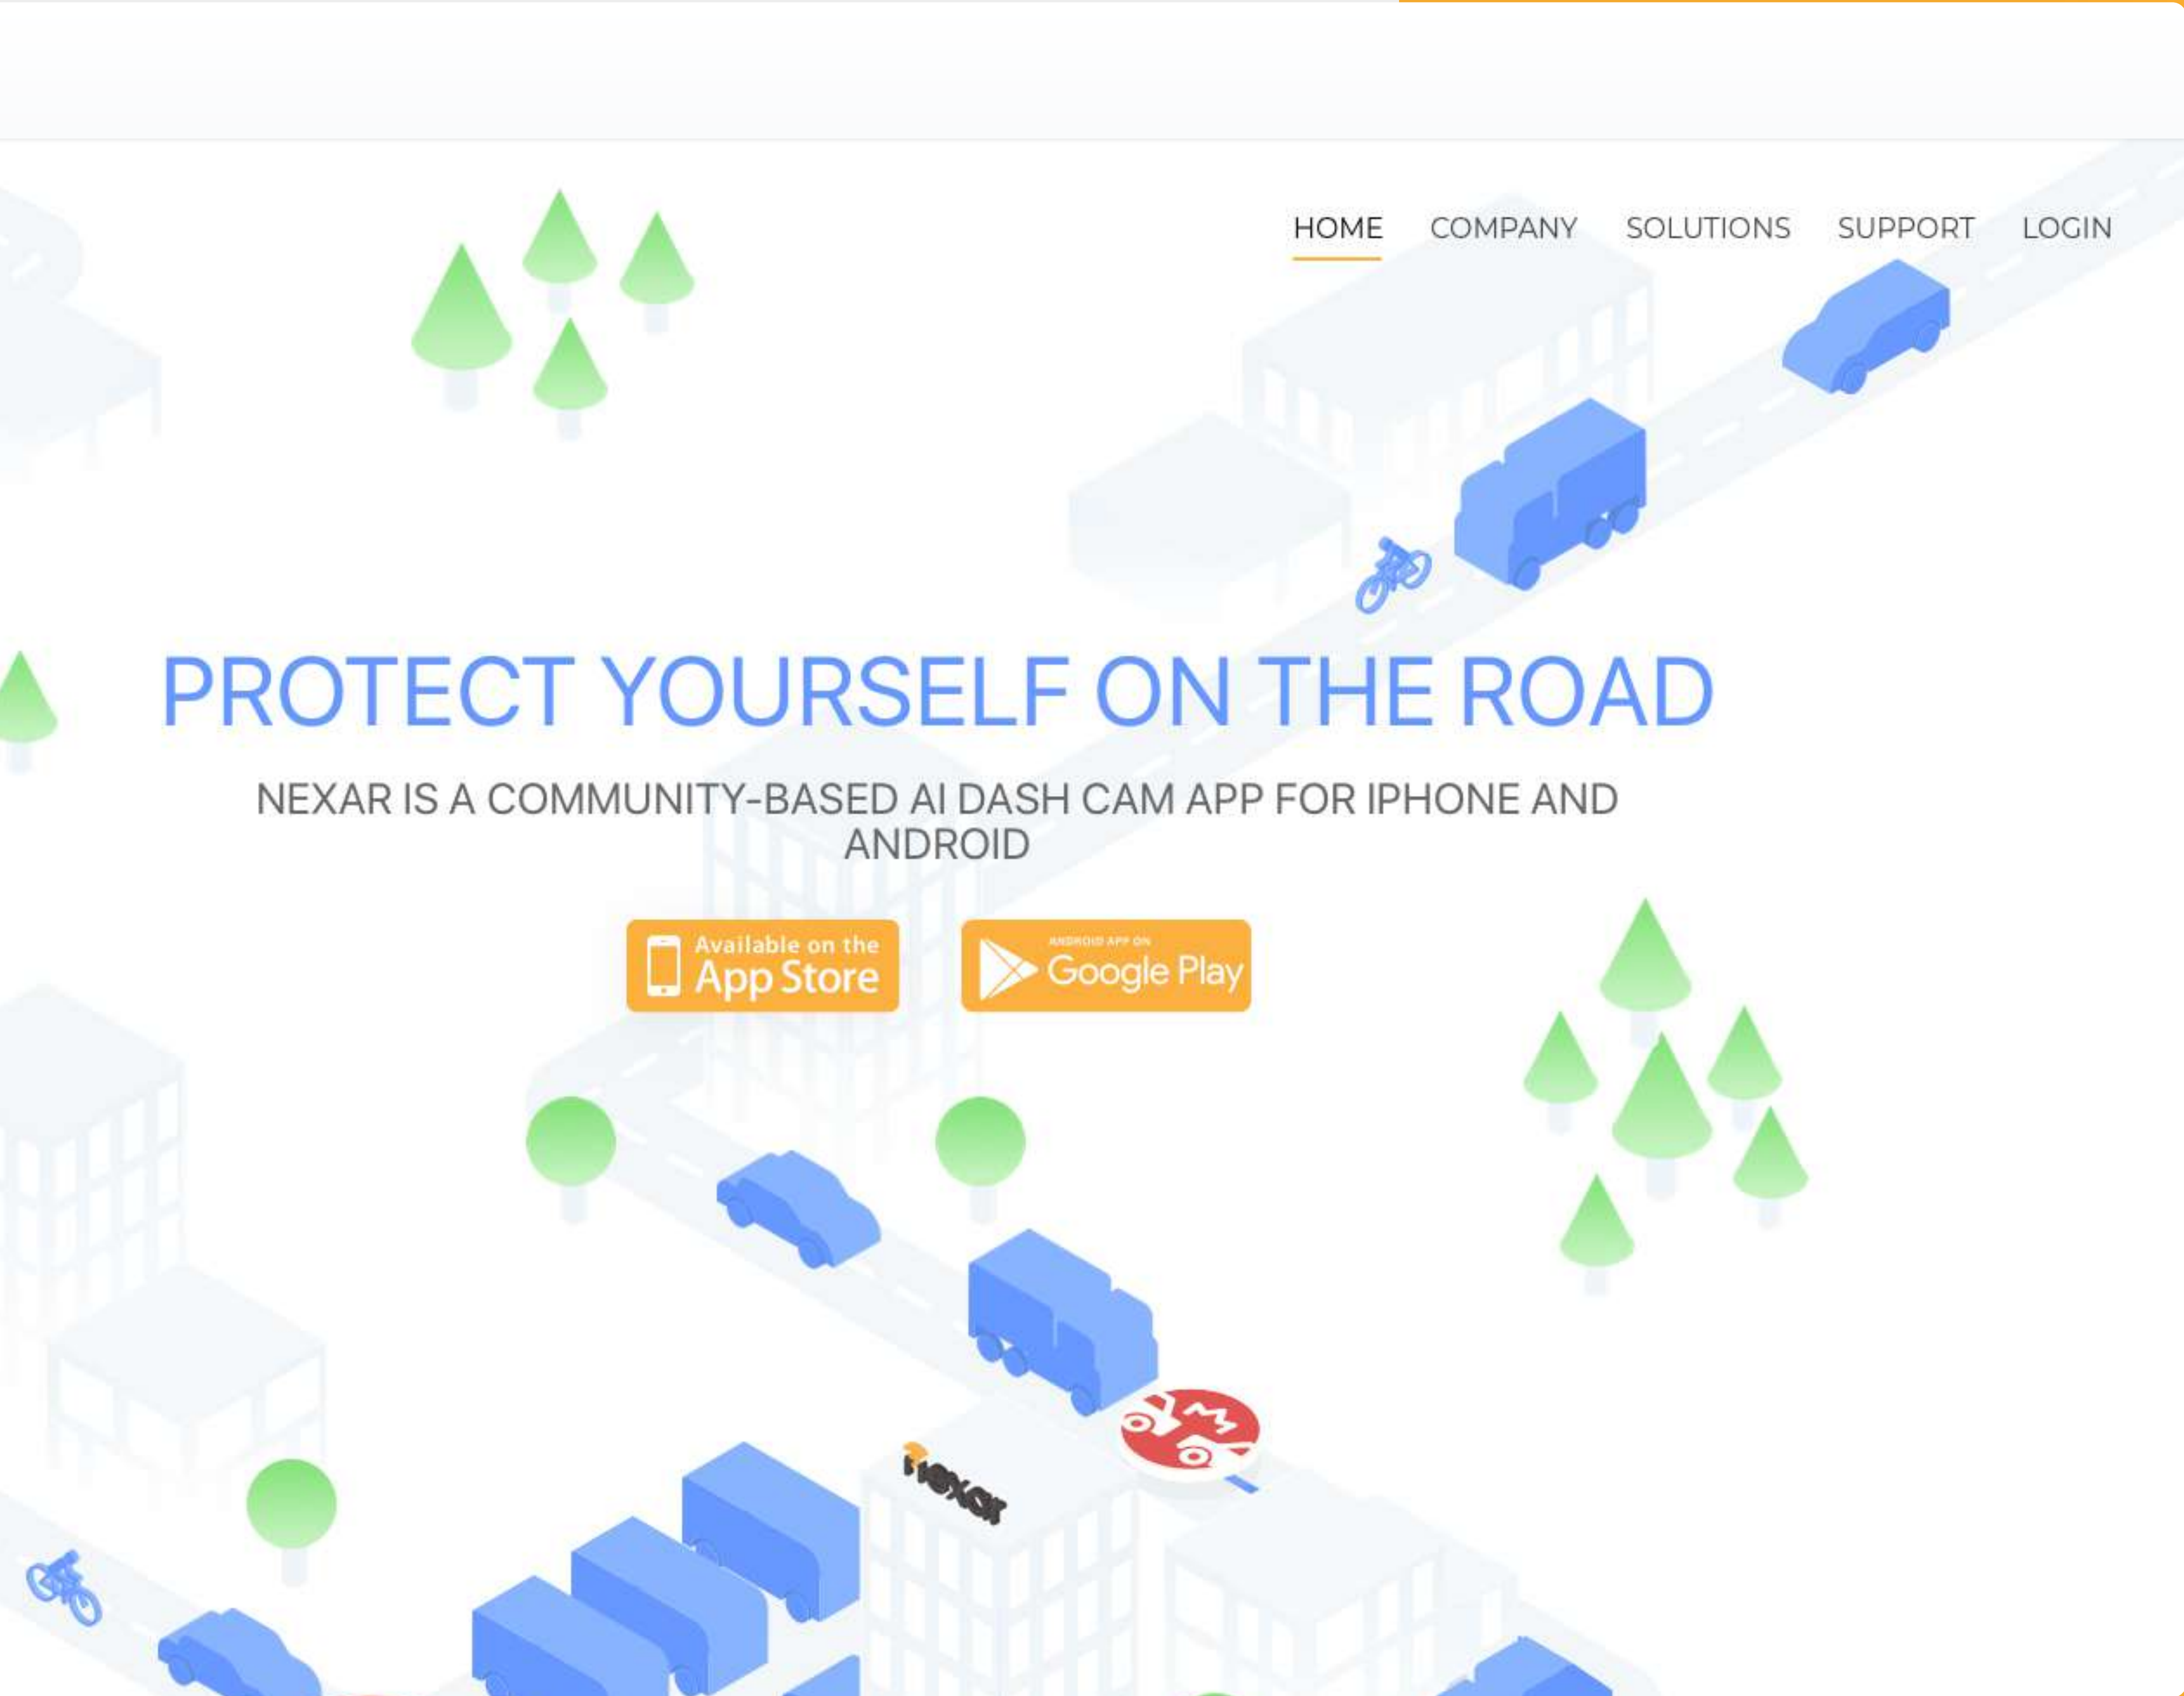 HOME COMPANY SOLUTIONS SUPPORT LOGIN
PROTECT YOURSELF ON THE ROAD
NEXAR IS A COMMUNITY-BASED AI DASH CAM APP FOR IPHONE AND
ANDROID
Available on the
App Store
ANDROID APP ON
Google Play
nexar